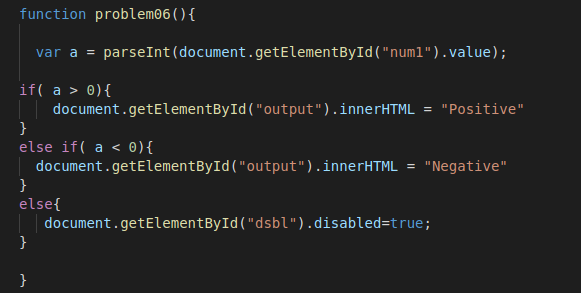 function problem06(){
var a = parseInt(document.getElementById("num1").value);
if( a > 0){
document.getElementById("output").innerHTML = "Positive"
}
else if( a < 0){
document.getElementById("output").innerHTML = "Negative"
}
else{
document.getElementById("dsbl").disabled=true;
}
}